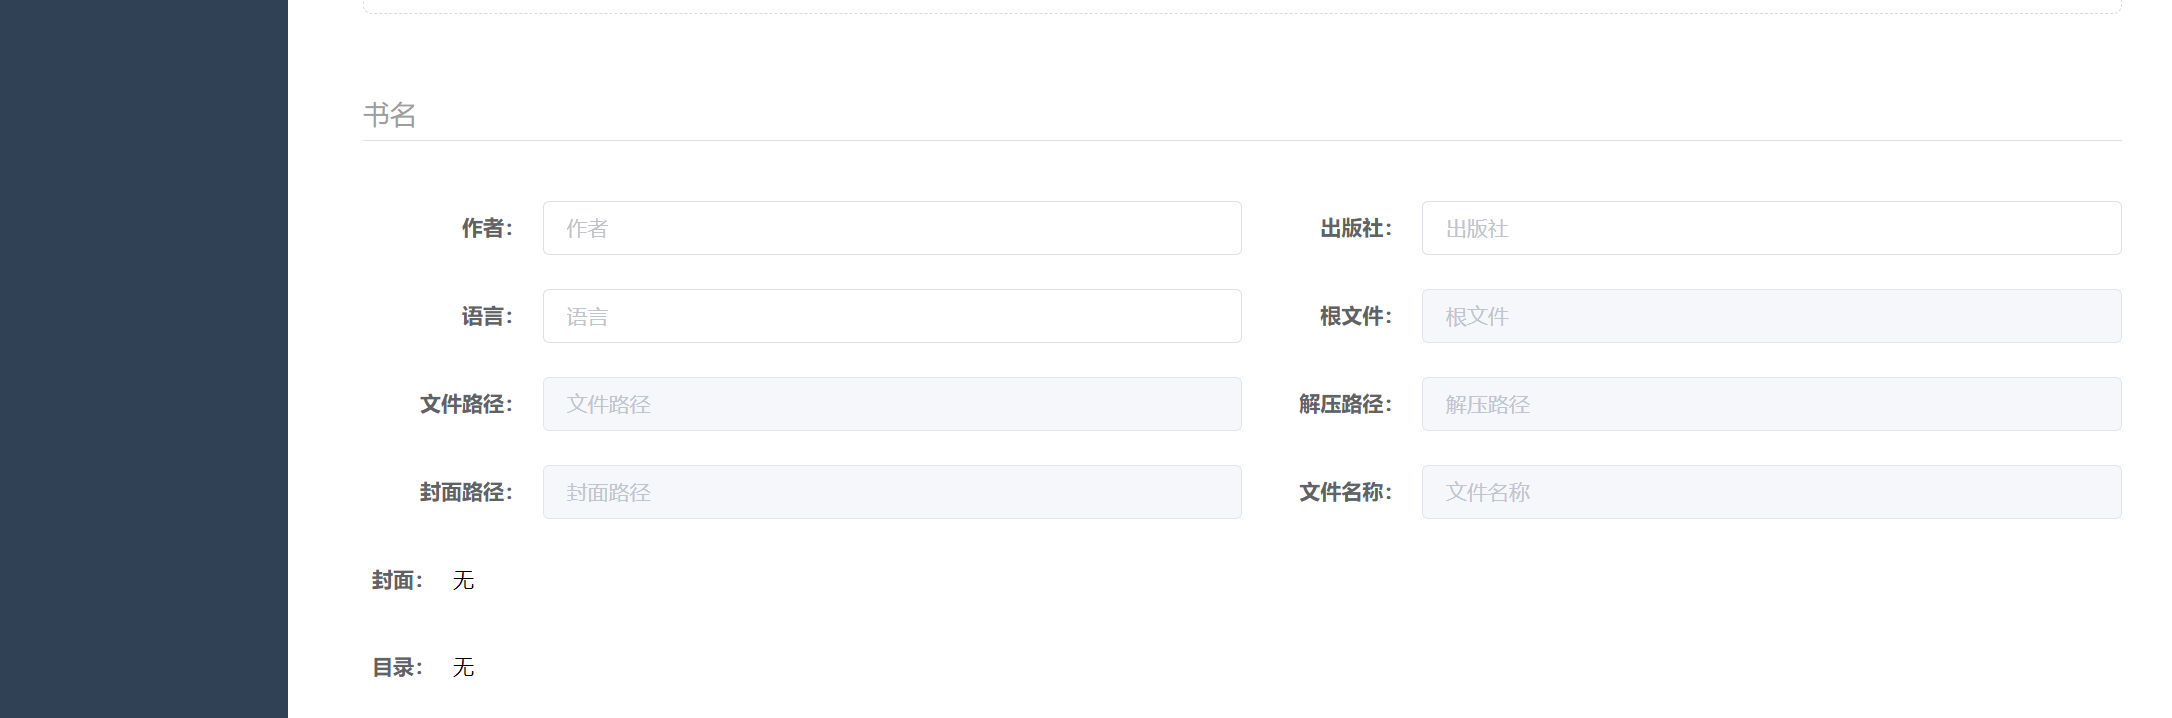 书名
作者： 作者 出版社： 出版社
语言： 语言 根文件： 根文件
文件路径： 文件路径 解压路径： 解压路径
封面路径： 封面路径 文件名称： 文件名称
封面： 无
目录： 无